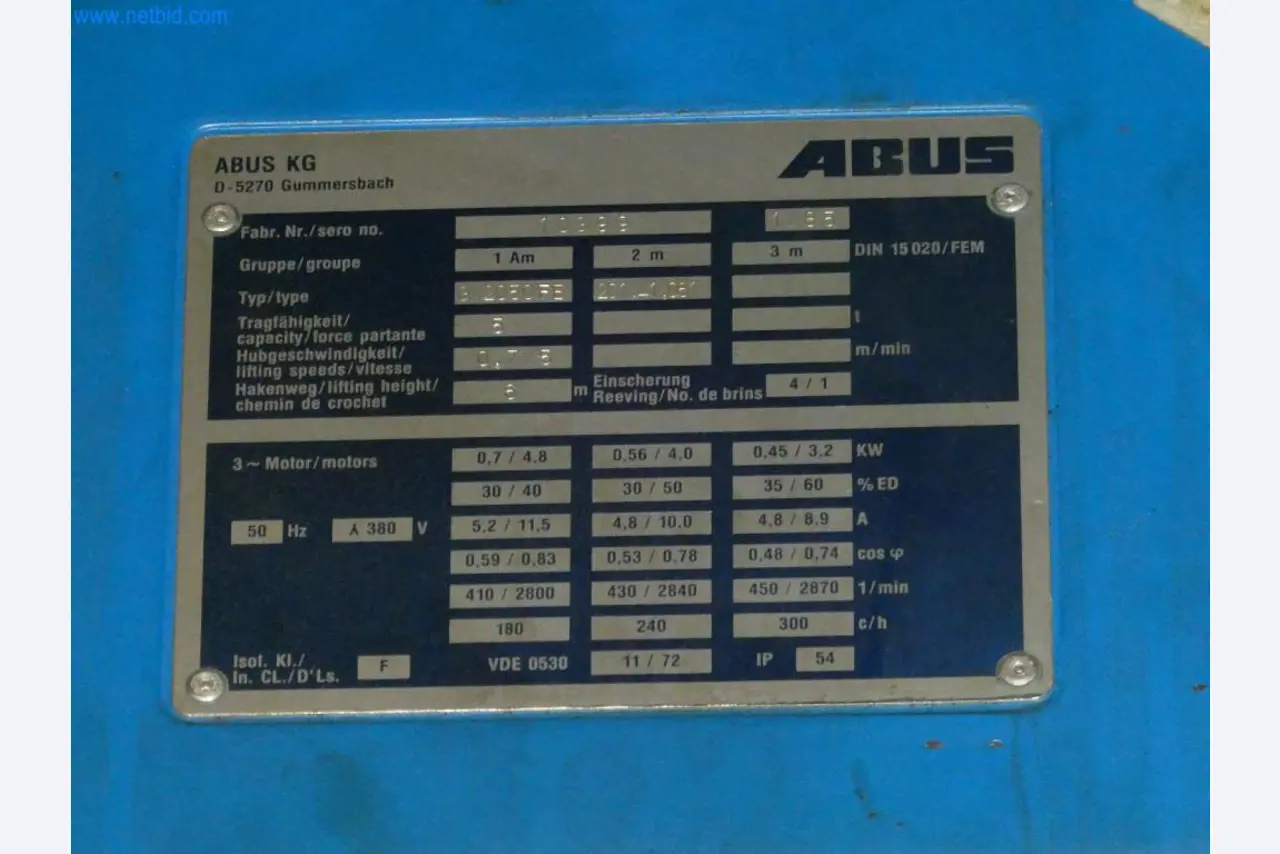 www.netbid.com
ABUS KG
D-5270 Gummersbach
ABUS
Fabr. Nr./sero no.
Gruppe/groupe 1 Am 2 m 3 m DIN 15 020/FEM
Typ/type
Tragfähigkeit/
capacity/force partante 5 t
Hubgeschwindigkeit/
lifting speeds/vitesse m/min
Hakenweg/lifting height/
chemin de crochet 6 m
Einscherung
Reeving/No. de brins 4 / 1
3 ~ Motor/motors 0,7 / 4,8 0,56 / 4,0 0,45 / 3,2 KW
30 / 40 30 / 50 35 / 60 % ED
50 Hz 380 V 5,2 / 11,5 4,8 / 10,0 4,8 / 8,9 A
0,59 / 0,83 0,53 / 0,78 0,48 / 0,74 cos φ
410 / 2800 430 / 2840 450 / 2870 1/min
180 240 300 c/h
Isot. Kl./
In. CL./D'Ls. F VDE 0530 11 / 72 IP 54